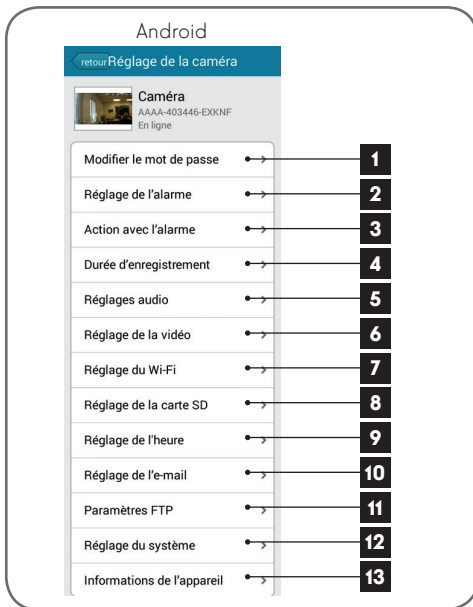 Android
retour Réglage de la caméra
Caméra
AAAA-403446-EXKNF
En ligne
Modifier le mot de passe 1
Réglage de l'alarme 2
Action avec l'alarme 3
Durée d'enregistrement 4
Réglages audio 5
Réglage de la vidéo 6
Réglage du Wi-Fi 7
Réglage de la carte SD 8
Réglage de l'heure 9
Réglage de l'e-mail 10
Paramètres FTP 11
Réglage du système 12
Informations de l'appareil 13